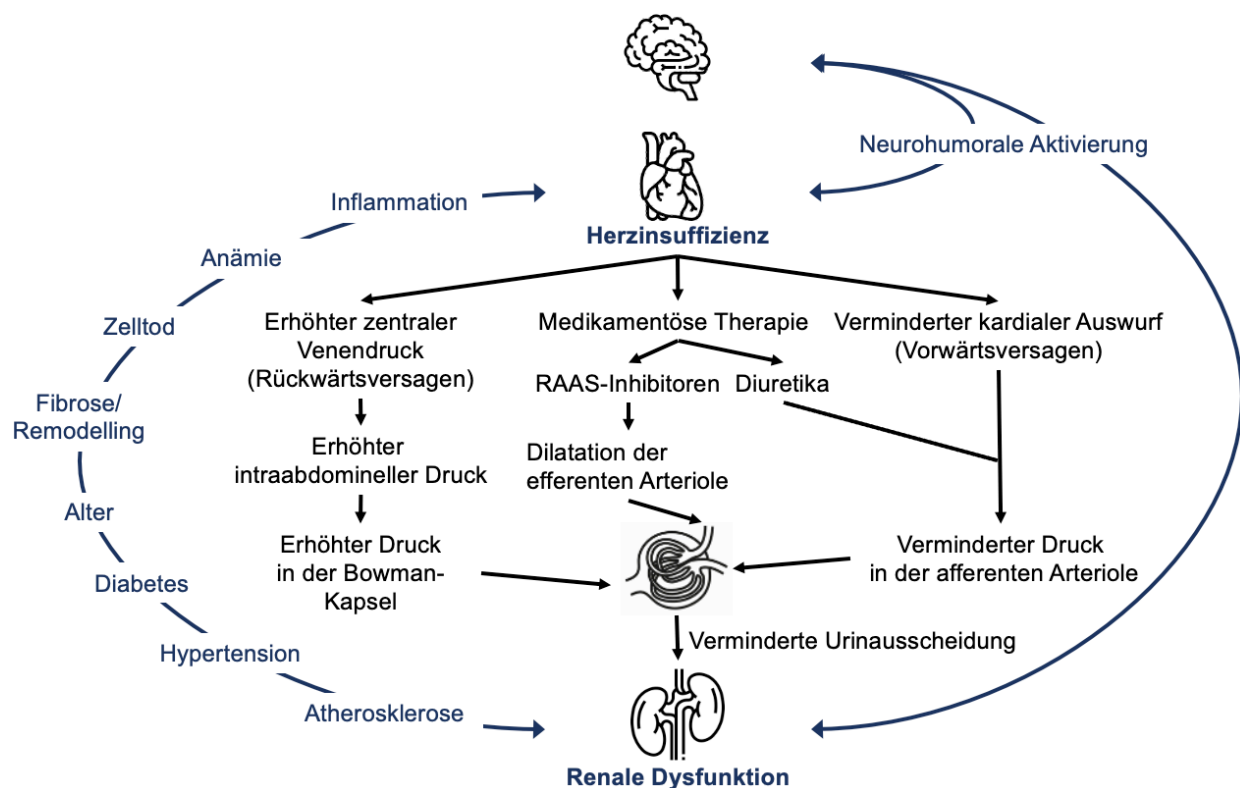 Neurohumorale Aktivierung
Inflammation
Herzinsuffizienz
Anämie
Zelltod
Fibrose/
Remodelling
Alter
Diabetes
Hypertension
Atherosklerose
Erhöhter zentraler
Venendruck
(Rückwärtsversagen)
Erhöhter
intraabdomineller Druck
Erhöhter Druck
in der Bowman-
Kapsel
Medikamentöse Therapie
RAAS-Inhibitoren
Diuretika
Dilatation der
efferenten Arteriole
Verminderter kardialer Auswurf
(Vorwärtsversagen)
Verminderter Druck
in der afferenten Arteriole
Verminderte Urinausscheidung
Renale Dysfunktion